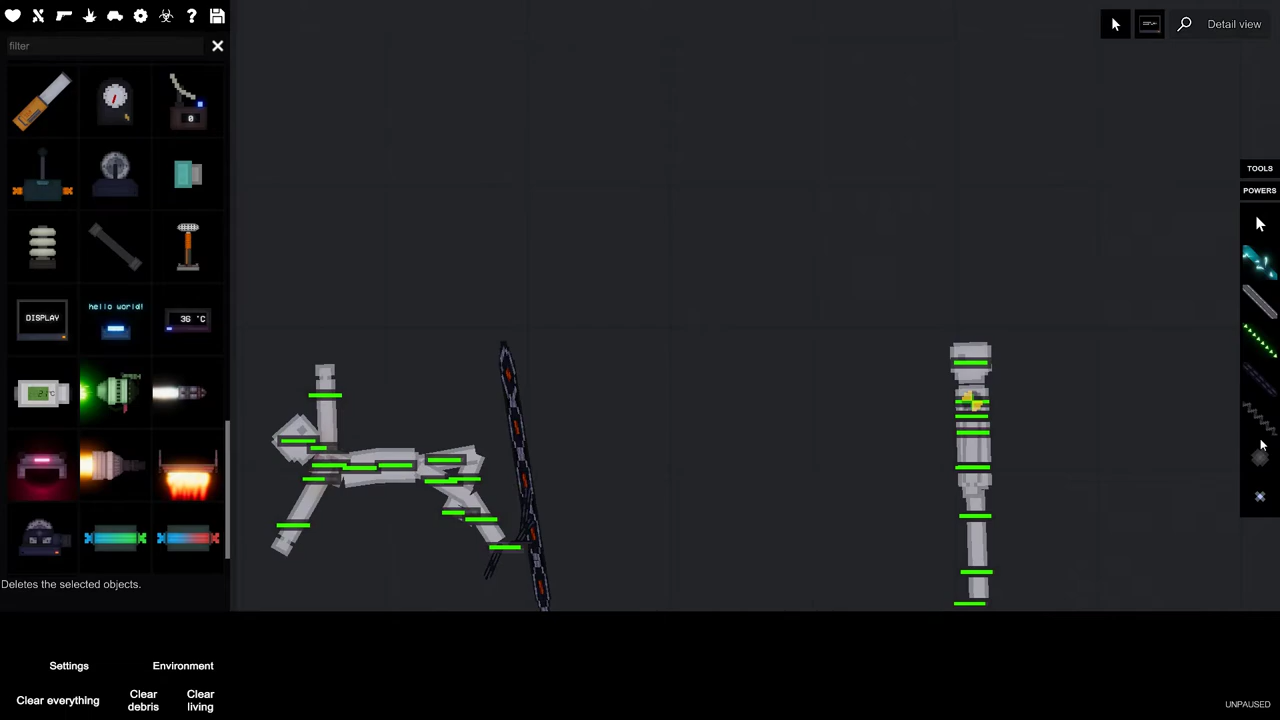 filter
Detail view
TOOLS
POWERS
0
DISPLAY
hello world!
36 °C
Deletes the selected objects.
Settings
Environment
Clear everything
Clear
debris
Clear
living
UNPAUSED